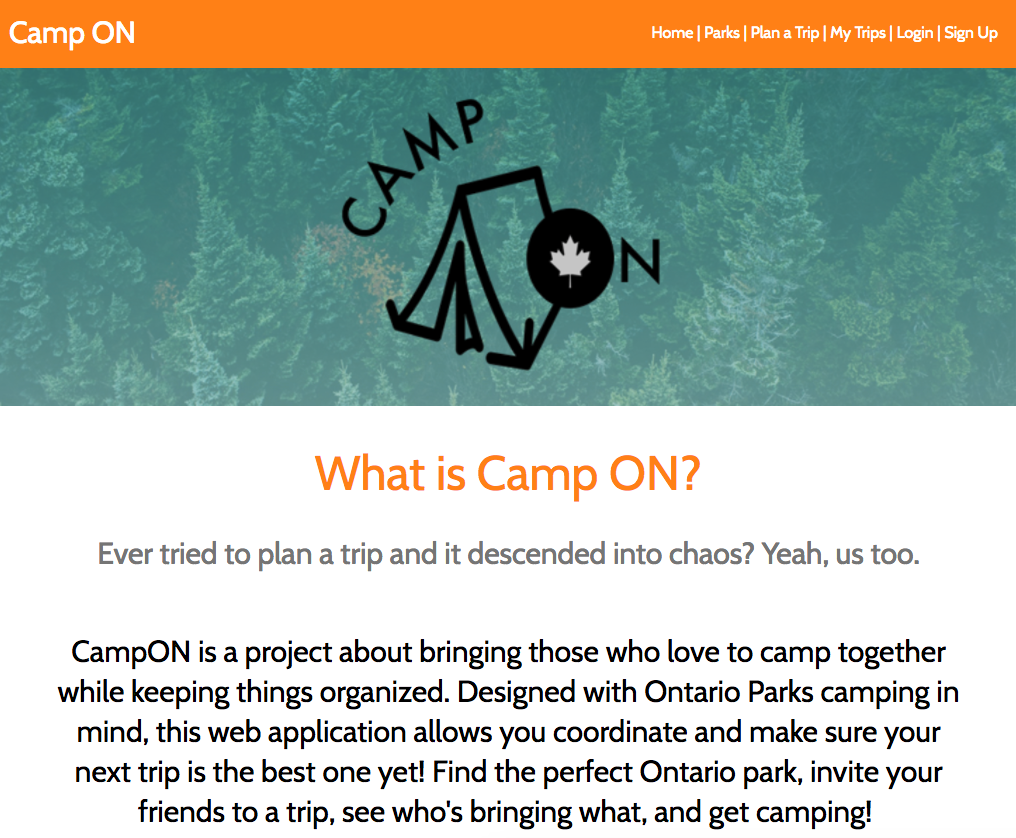 Camp ON
Home | Parks | Plan a Trip | My Trips | Login | Sign Up
CAMP
ON
What is Camp ON?
Ever tried to plan a trip and it descended into chaos? Yeah, us too.
CampON is a project about bringing those who love to camp together
while keeping things organized. Designed with Ontario Parks camping in
mind, this web application allows you coordinate and make sure your
next trip is the best one yet! Find the perfect Ontario park, invite your
friends to a trip, see who's bringing what, and get camping!